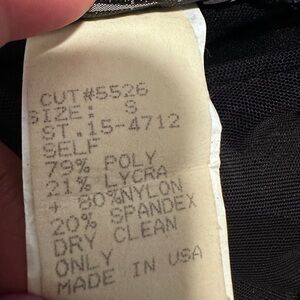 CUT#5526
SIZE: S
ST.15-4712
SELF
79% POLY
21% LYCRA
+ 80%NYLON
20% SPANDEX
DRY CLEAN
ONLY
MADE IN USA